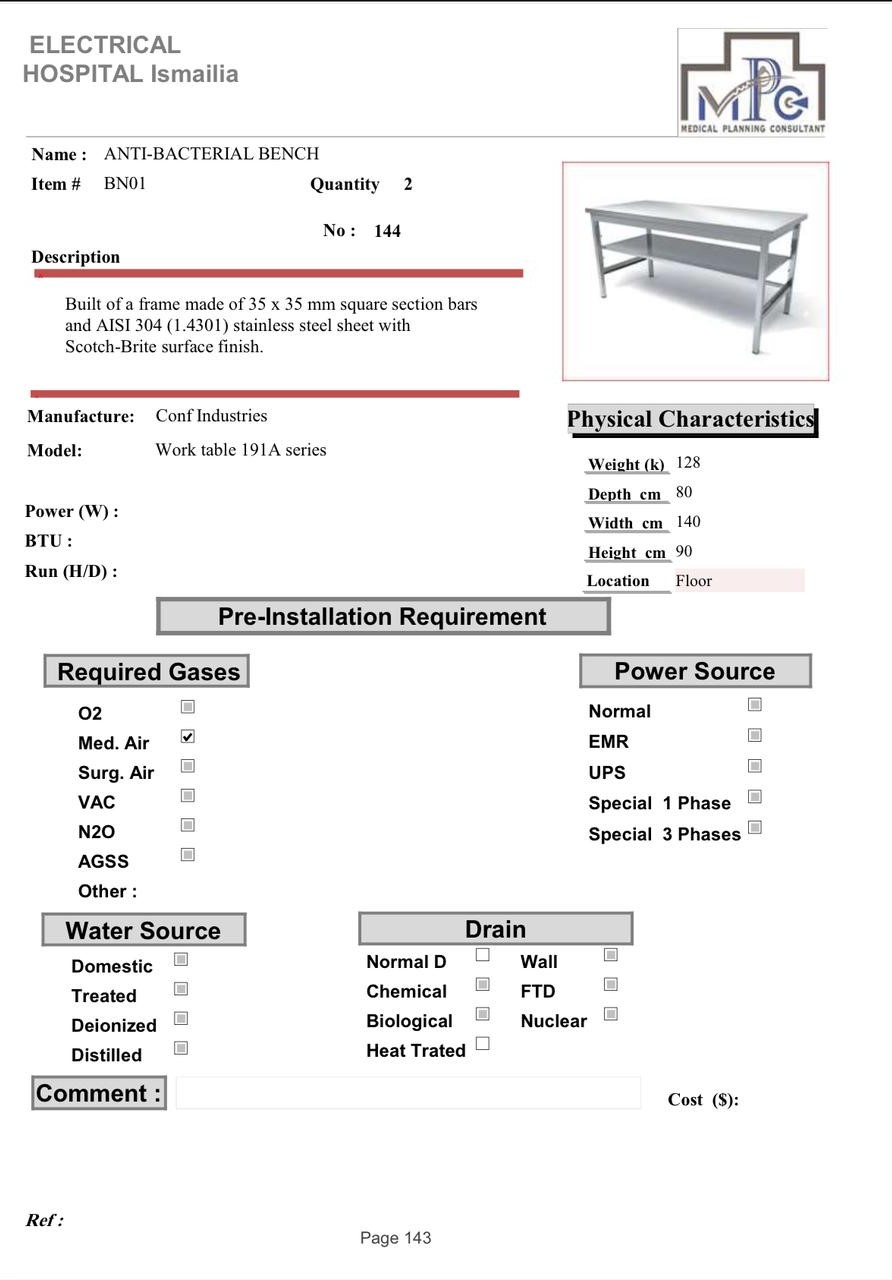 ELECTRICAL
HOSPITAL Ismailia
MPC
MEDICAL PLANNING CONSULTANT
Name : ANTI-BACTERIAL BENCH
Item # BN01 Quantity 2
No : 144
Description
Built of a frame made of 35 x 35 mm square section bars
and AISI 304 (1.4301) stainless steel sheet with
Scotch-Brite surface finish.
Manufacture: Conf Industries
Model: Work table 191A series
Power (W) :
BTU :
Run (H/D) :
Physical Characteristics
Weight (k) 128
Depth cm 80
Width cm 140
Height cm 90
Location Floor
Pre-Installation Requirement
Required Gases
O2
Med. Air
Surg. Air
VAC
N2O
AGSS
Other :
Power Source
Normal
EMR
UPS
Special 1 Phase
Special 3 Phases
Water Source
Domestic
Treated
Deionized
Distilled
Drain
Normal D Wall
Chemical FTD
Biological Nuclear
Heat Trated
Comment :
Cost ($):
Ref :
Page 143